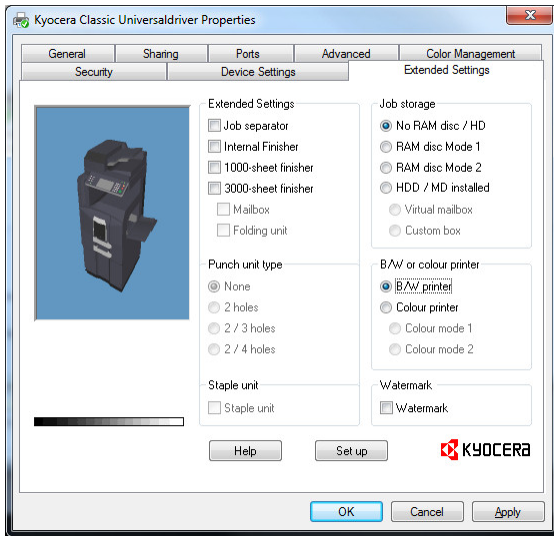 Kyocera Classic Universaldriver Properties
General Sharing Ports Advanced Color Management
Security Device Settings Extended Settings
Extended Settings
Job separator
Internal Finisher
1000-sheet finisher
3000-sheet finisher
Mailbox
Folding unit
Job storage
No RAM disc / HD
RAM disc Mode 1
RAM disc Mode 2
HDD / MD installed
Virtual mailbox
Custom box
Punch unit type
None
2 holes
2 / 3 holes
2 / 4 holes
B/W or colour printer
B/W printer
Colour printer
Colour mode 1
Colour mode 2
Staple unit
Staple unit
Watermark
Watermark
Help Set up KYOCERA
OK Cancel Apply